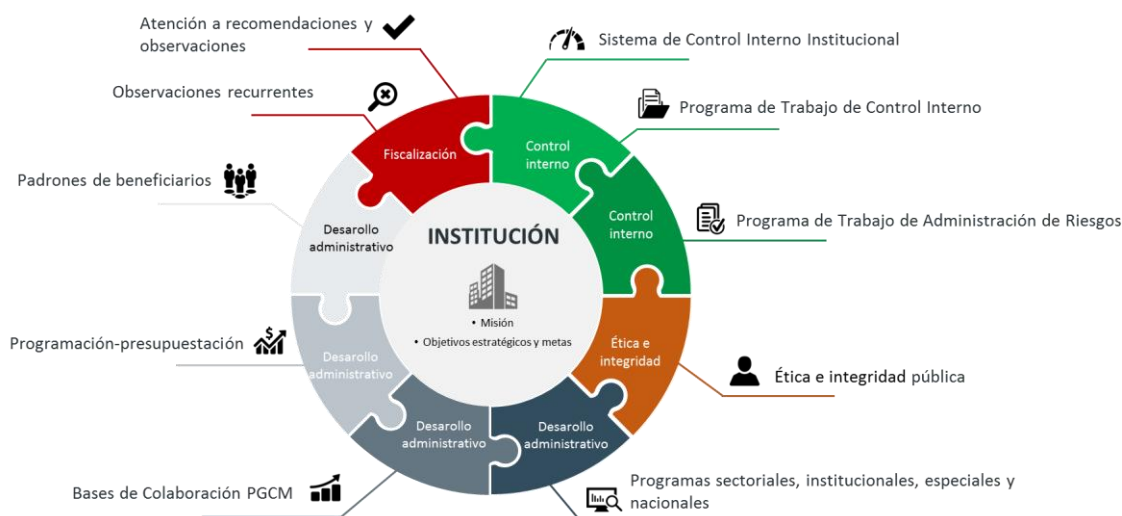 Atención a recomendaciones y
observaciones
Sistema de Control Interno Institucional
Observaciones recurrentes
Programa de Trabajo de Control Interno
Fiscalización
Control
interno
Padrones de beneficiarios
Control
interno
Programa de Trabajo de Administración de Riesgos
Desarollo
administrativo
INSTITUCIÓN
• Misión
• Objetivos estratégicos y metas
Programación-presupuestación
Desarollo
administrativo
Ética e
integridad
Ética e integridad pública
Desarollo
administrativo
Desarollo
administrativo
Bases de Colaboración PGCM
Programas sectoriales, institucionales, especiales y
nacionales